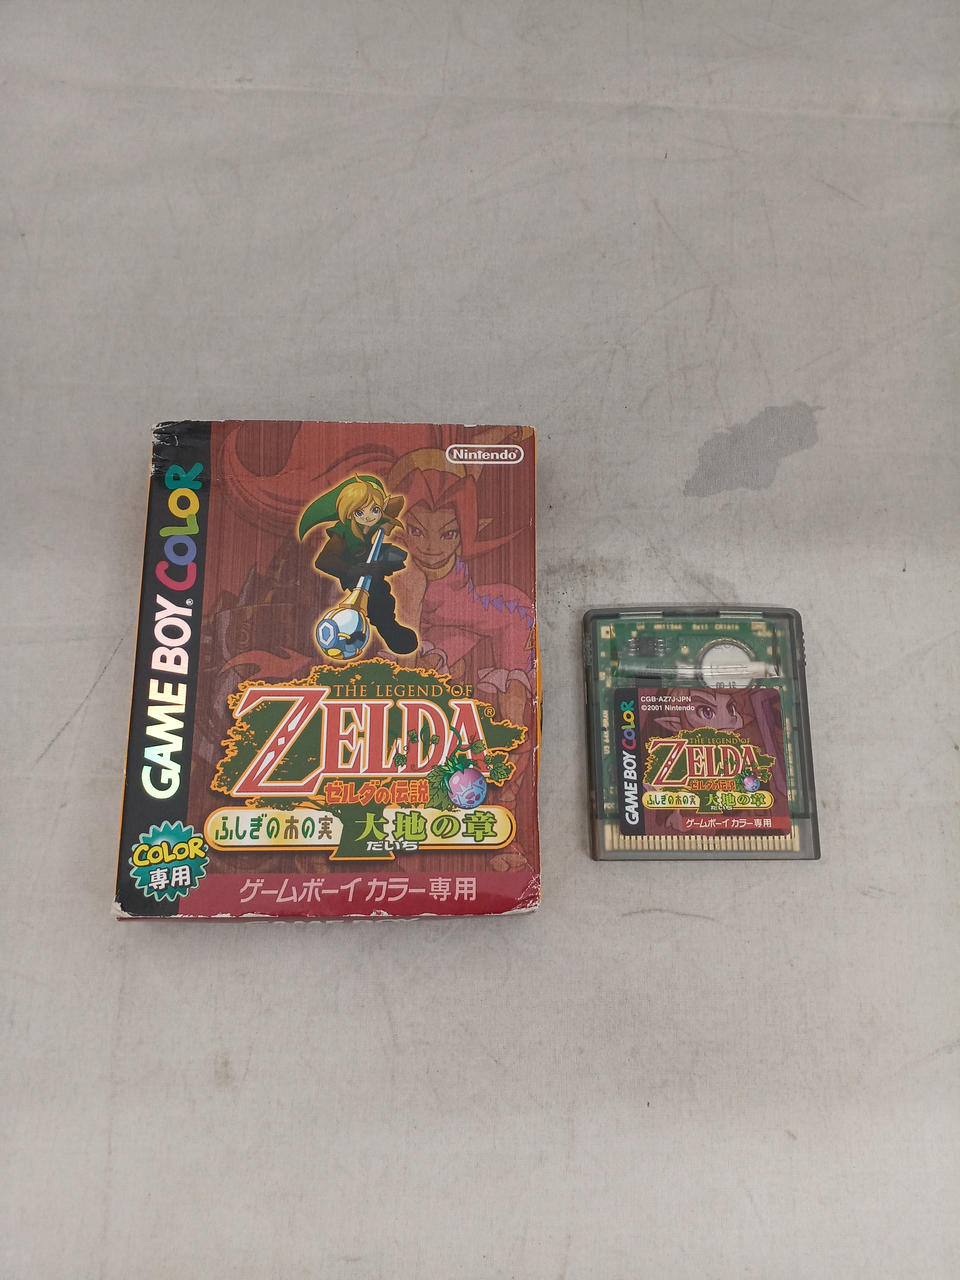 Nintendo®
GAME BOY® COLOR
THE LEGEND OF
ZELDA®
ゼルダの伝説
ふしぎの木の実
大地の章
だいち
COLOR
専用
ゲームボーイ カラー専用
CGB-AZ7J-JPN
©2001 Nintendo
GAME BOY COLOR
THE LEGEND OF
ZELDA
ゼルダの伝説
ふしぎの木の実
大地の章
だいち
ゲームボーイ カラー専用